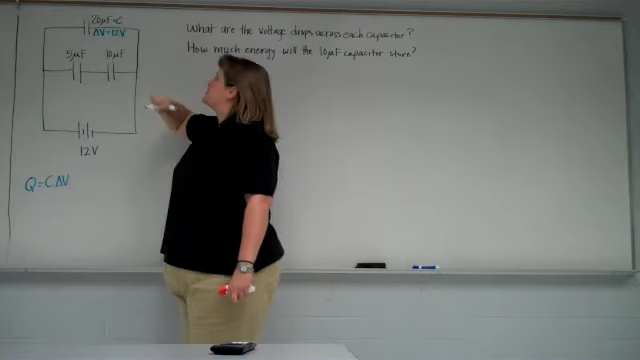 What are the voltage drops across each capacitor?
How much energy will the 10μF capacitor store?
20μF = C
ΔV = 12V
5μF 10μF
12V
Q = CΔV